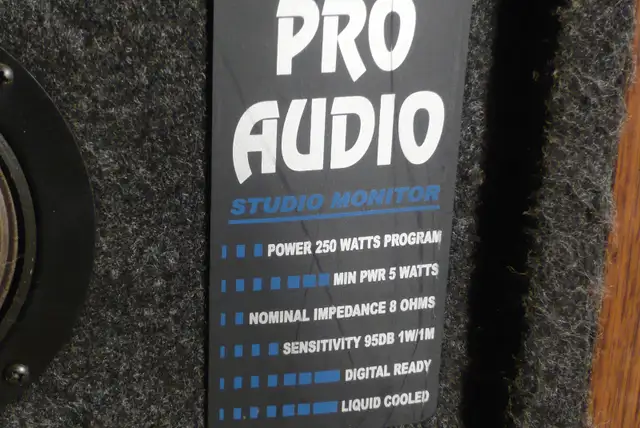 PRO
AUDIO
STUDIO MONITOR
POWER 250 WATTS PROGRAM
MIN PWR 5 WATTS
NOMINAL IMPEDANCE 8 OHMS
SENSITIVITY 95DB 1W/1M
DIGITAL READY
LIQUID COOLED